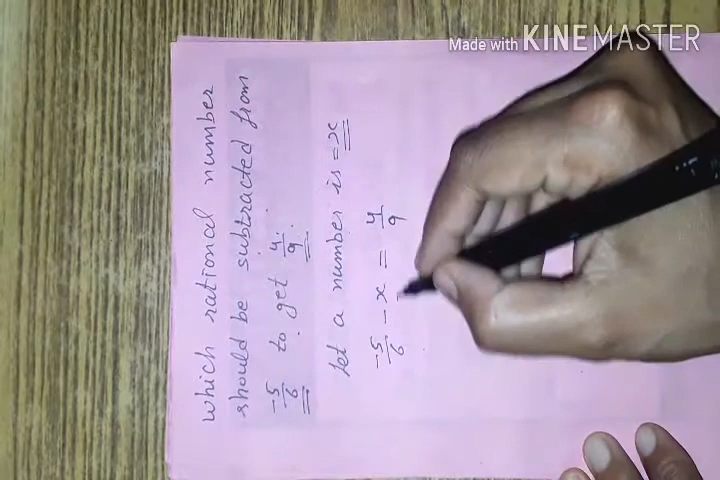 Made with KINEMASTER
which rational number
should be subtracted from
-5/6 to get 4/9.
let a number is = x
-5/6 - x = 4/9